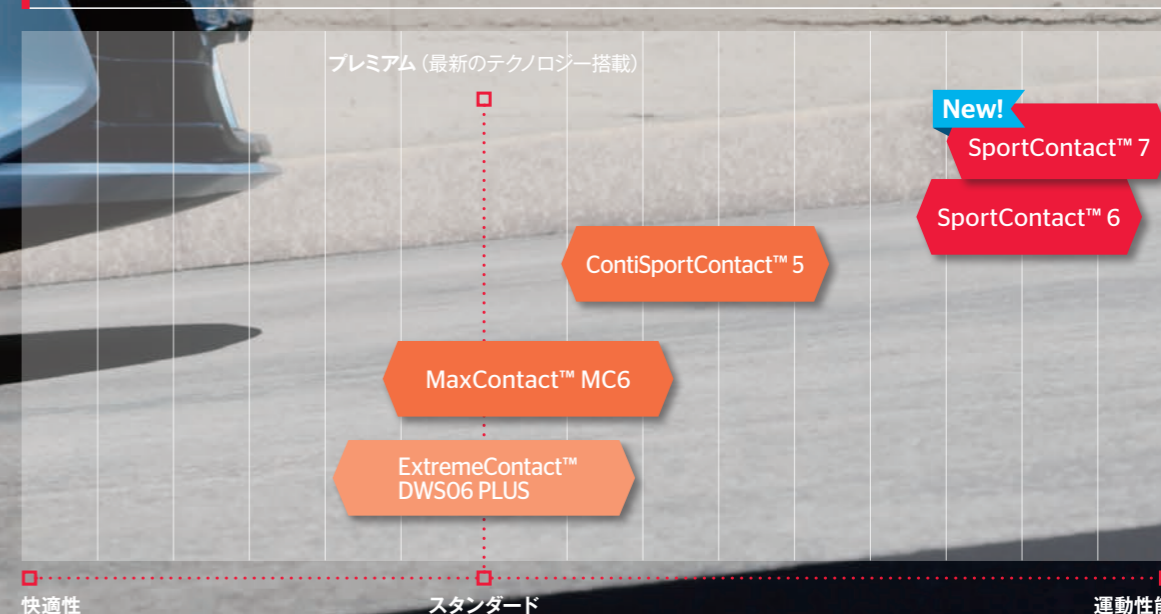 プレミアム（最新のテクノロジー搭載）
New!
SportContact™ 7
SportContact™ 6
ContiSportContact™ 5
MaxContact™ MC6
ExtremeContact™
DWS06 PLUS
快適性
スタンダード
運動性能